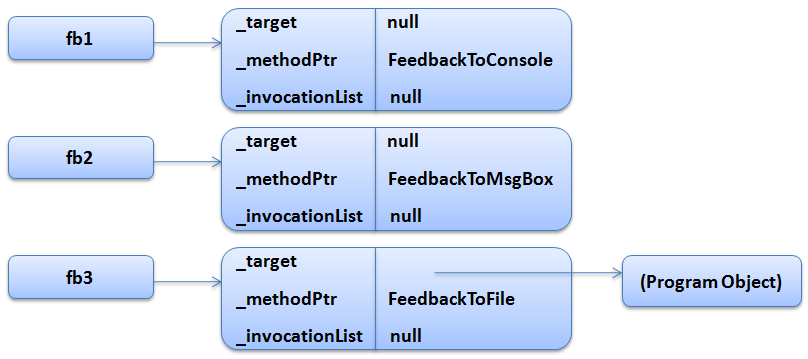 fb1
_target null
_methodPtr FeedbackToConsole
_invocationList null
fb2
_target null
_methodPtr FeedbackToMsgBox
_invocationList null
fb3
_target
_methodPtr FeedbackToFile
_invocationList null
(Program Object)